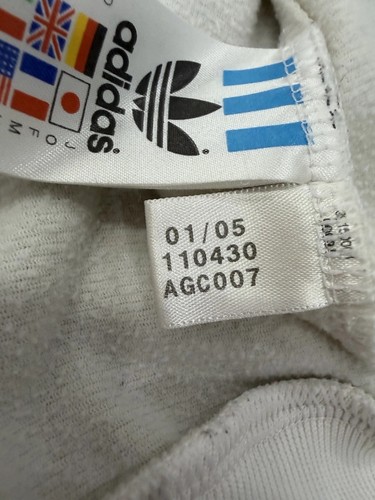 adidas
J O F M
01/05
110430
AGC007